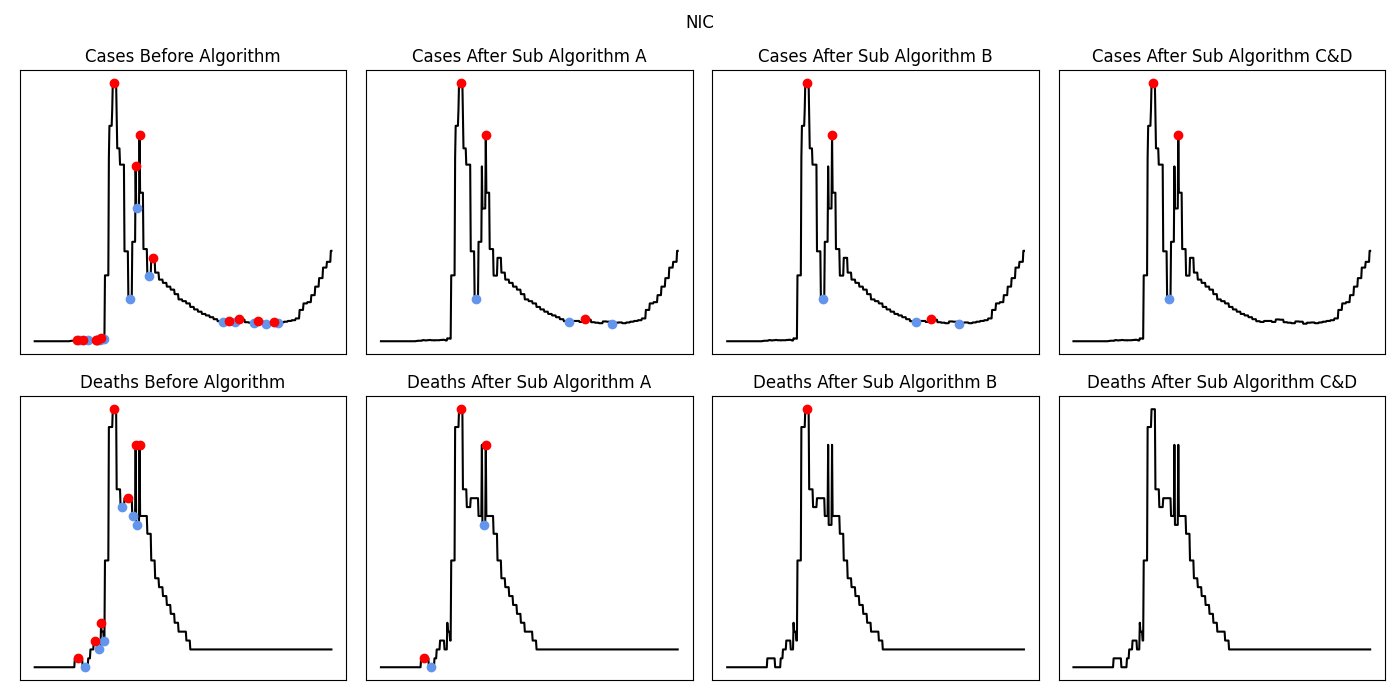 NIC
Cases Before Algorithm
Cases After Sub Algorithm A
Cases After Sub Algorithm B
Cases After Sub Algorithm C&D
Deaths Before Algorithm
Deaths After Sub Algorithm A
Deaths After Sub Algorithm B
Deaths After Sub Algorithm C&D